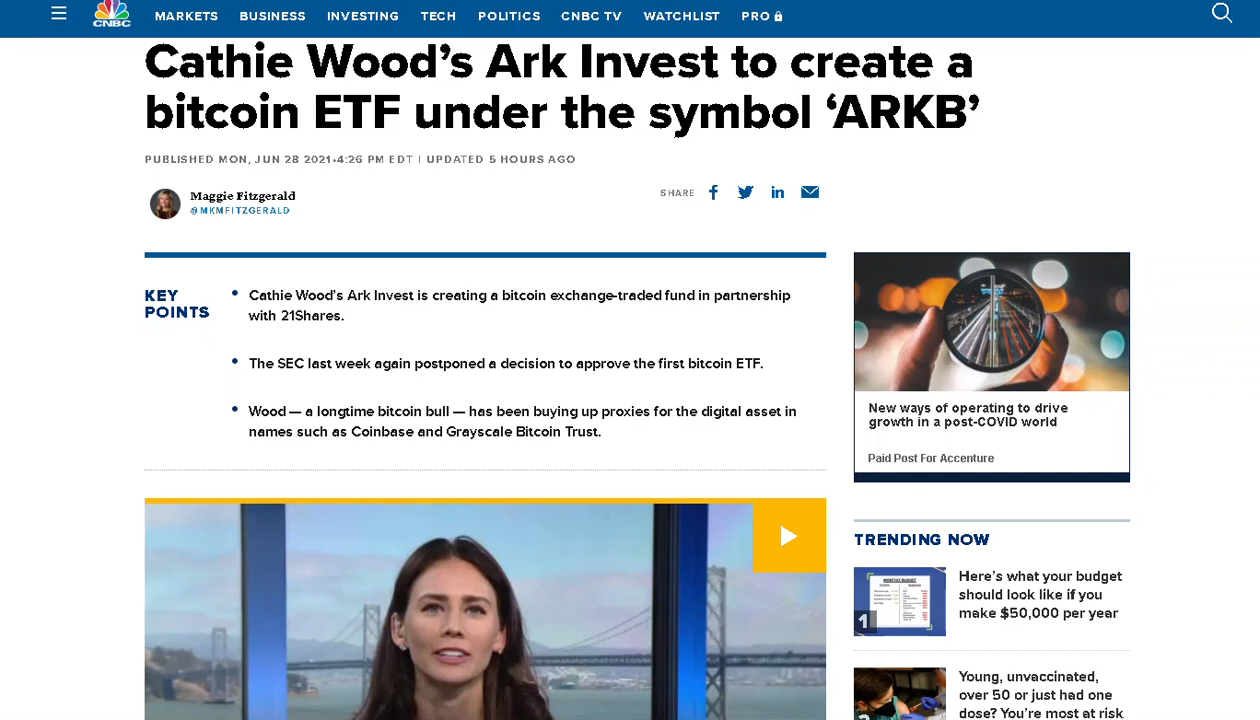 CNBC
MARKETS BUSINESS INVESTING TECH POLITICS CNBC TV WATCHLIST PRO
Cathie Wood’s Ark Invest to create a
bitcoin ETF under the symbol ‘ARKB’
PUBLISHED MON, JUN 28 2021•4:26 PM EDT | UPDATED 5 HOURS AGO
Maggie Fitzgerald
@MKMFITZGERALD
SHARE
KEY
POINTS
• Cathie Wood’s Ark Invest is creating a bitcoin exchange-traded fund in partnership
with 21Shares.
• The SEC last week again postponed a decision to approve the first bitcoin ETF.
• Wood — a longtime bitcoin bull — has been buying up proxies for the digital asset in
names such as Coinbase and Grayscale Bitcoin Trust.
New ways of operating to drive
growth in a post-COVID world
Paid Post For Accenture
TRENDING NOW
MONTHLY BUDGET
1
Here’s what your budget
should look like if you
make $50,000 per year
Young, unvaccinated,
over 50 or just had one
dose? You’re most at risk